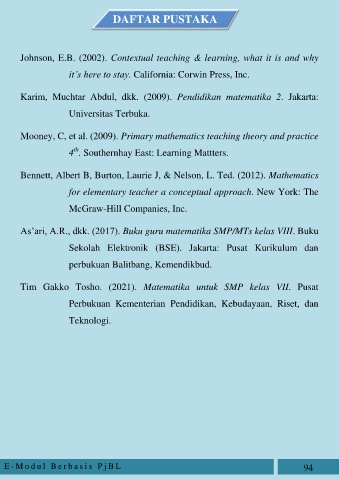 DAFTAR PUSTAKA
Johnson, E.B. (2002). Contextual teaching & learning, what it is and why
it's here to stay. California: Corwin Press, Inc.
Karim, Muchtar Abdul, dkk. (2009). Pendidikan matematika 2. Jakarta:
Universitas Terbuka.
Mooney, C, et al. (2009). Primary mathematics teaching theory and practice
4th. Southernhay East: Learning Mattters.
Bennett, Albert B, Burton, Laurie J, & Nelson, L. Ted. (2012). Mathematics
for elementary teacher a conceptual approach. New York: The
McGraw-Hill Companies, Inc.
As'ari, A.R., dkk. (2017). Buku guru matematika SMP/MTs kelas VIII. Buku
Sekolah Elektronik (BSE). Jakarta: Pusat Kurikulum dan
perbukuan Balitbang, Kemendikbud.
Tim Gakko Tosho. (2021). Matematika untuk SMP kelas VII. Pusat
Perbukuan Kementerian Pendidikan, Kebudayaan, Riset, dan
Teknologi.
E-Modul Berbasis PjBL 94